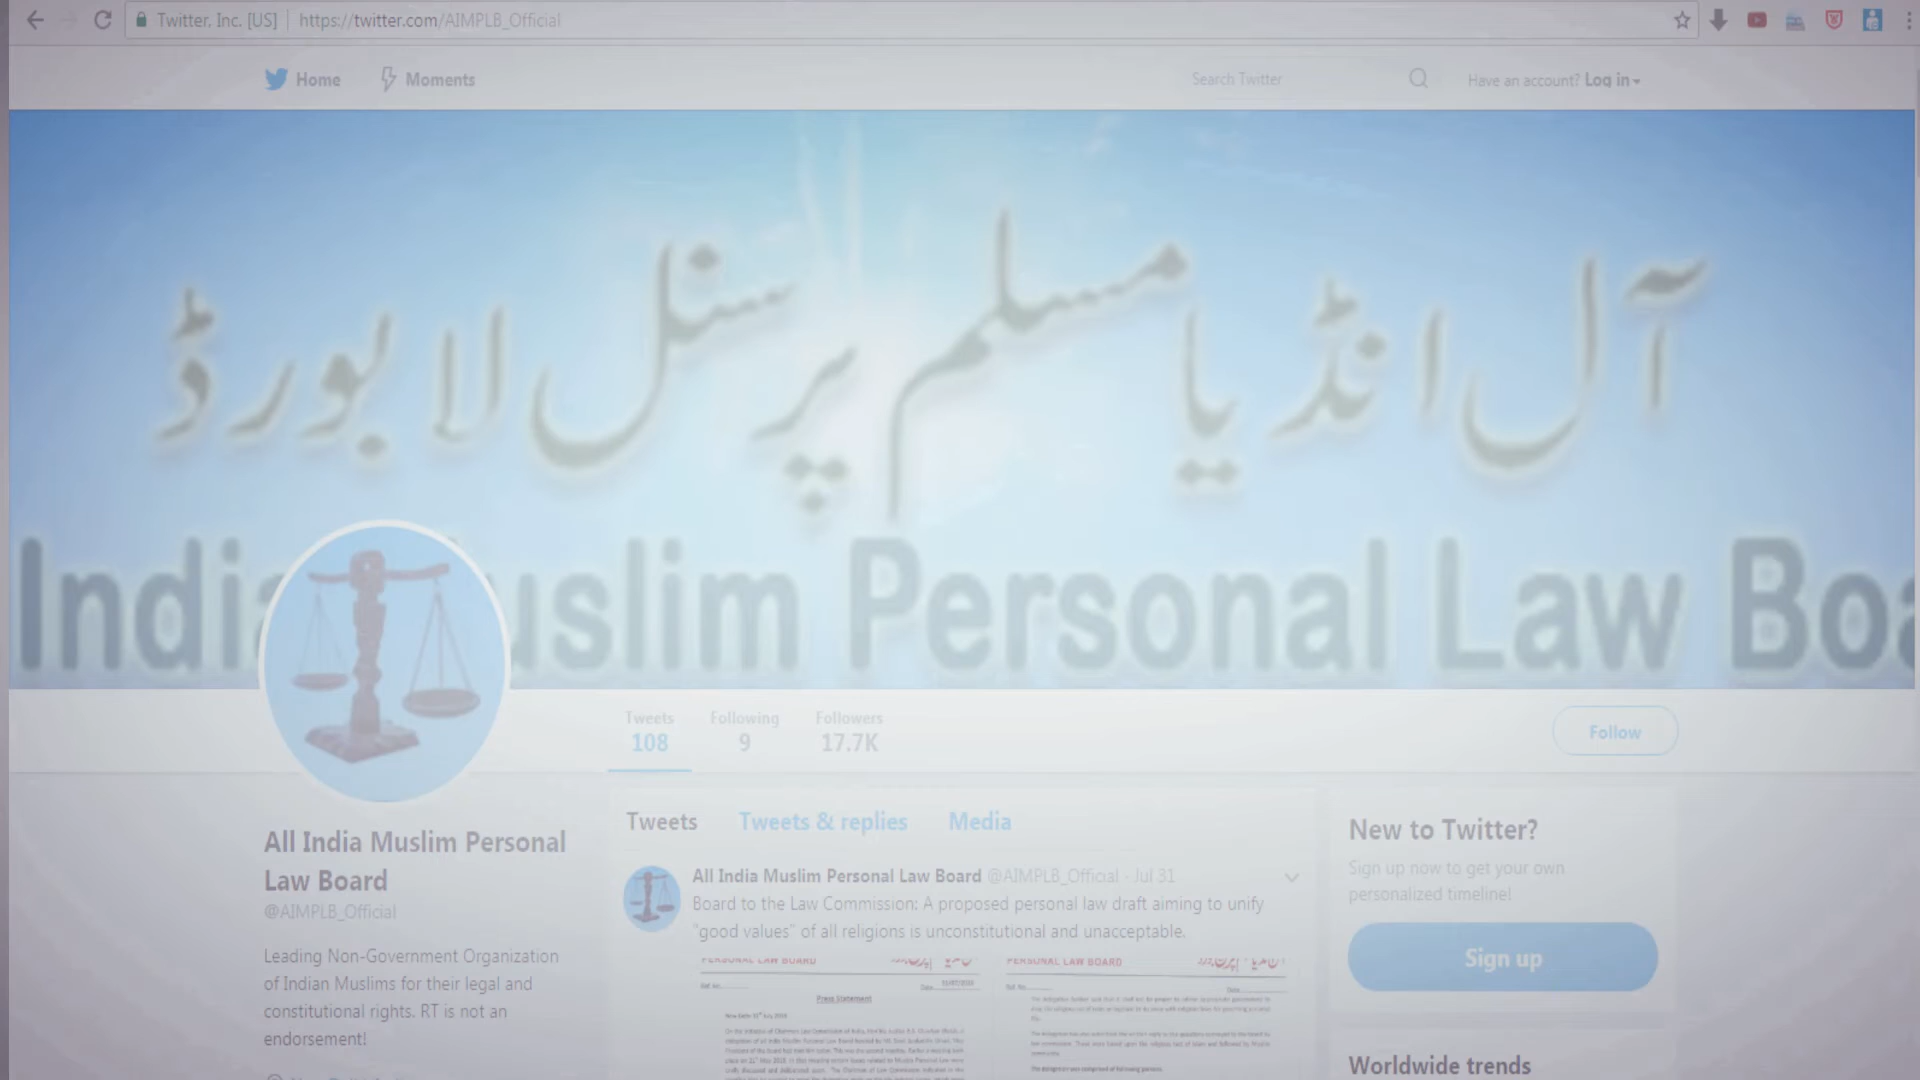 Twitter, Inc. [US] https://twitter.com/AIMPLB_Official
Home Moments Search Twitter Have an account? Log in
آل انڈیا مسلم پرسنل لا بورڈ
India Muslim Personal Law Boa
Tweets Following Followers
108 9 17.7K
Follow
All India Muslim Personal
Law Board
@AIMPLB_Official
Leading Non-Government Organization
of Indian Muslims for their legal and
constitutional rights. RT is not an
endorsement!
Tweets Tweets & replies Media
All India Muslim Personal Law Board @AIMPLB_Official · Jul 31
Board to the Law Commission: A proposed personal law draft aiming to unify
"good values" of all religions is unconstitutional and unacceptable.
PERSONAL LAW BOARD
Press Statement
PERSONAL LAW BOARD
New to Twitter?
Sign up now to get your own
personalized timeline!
Sign up
Worldwide trends